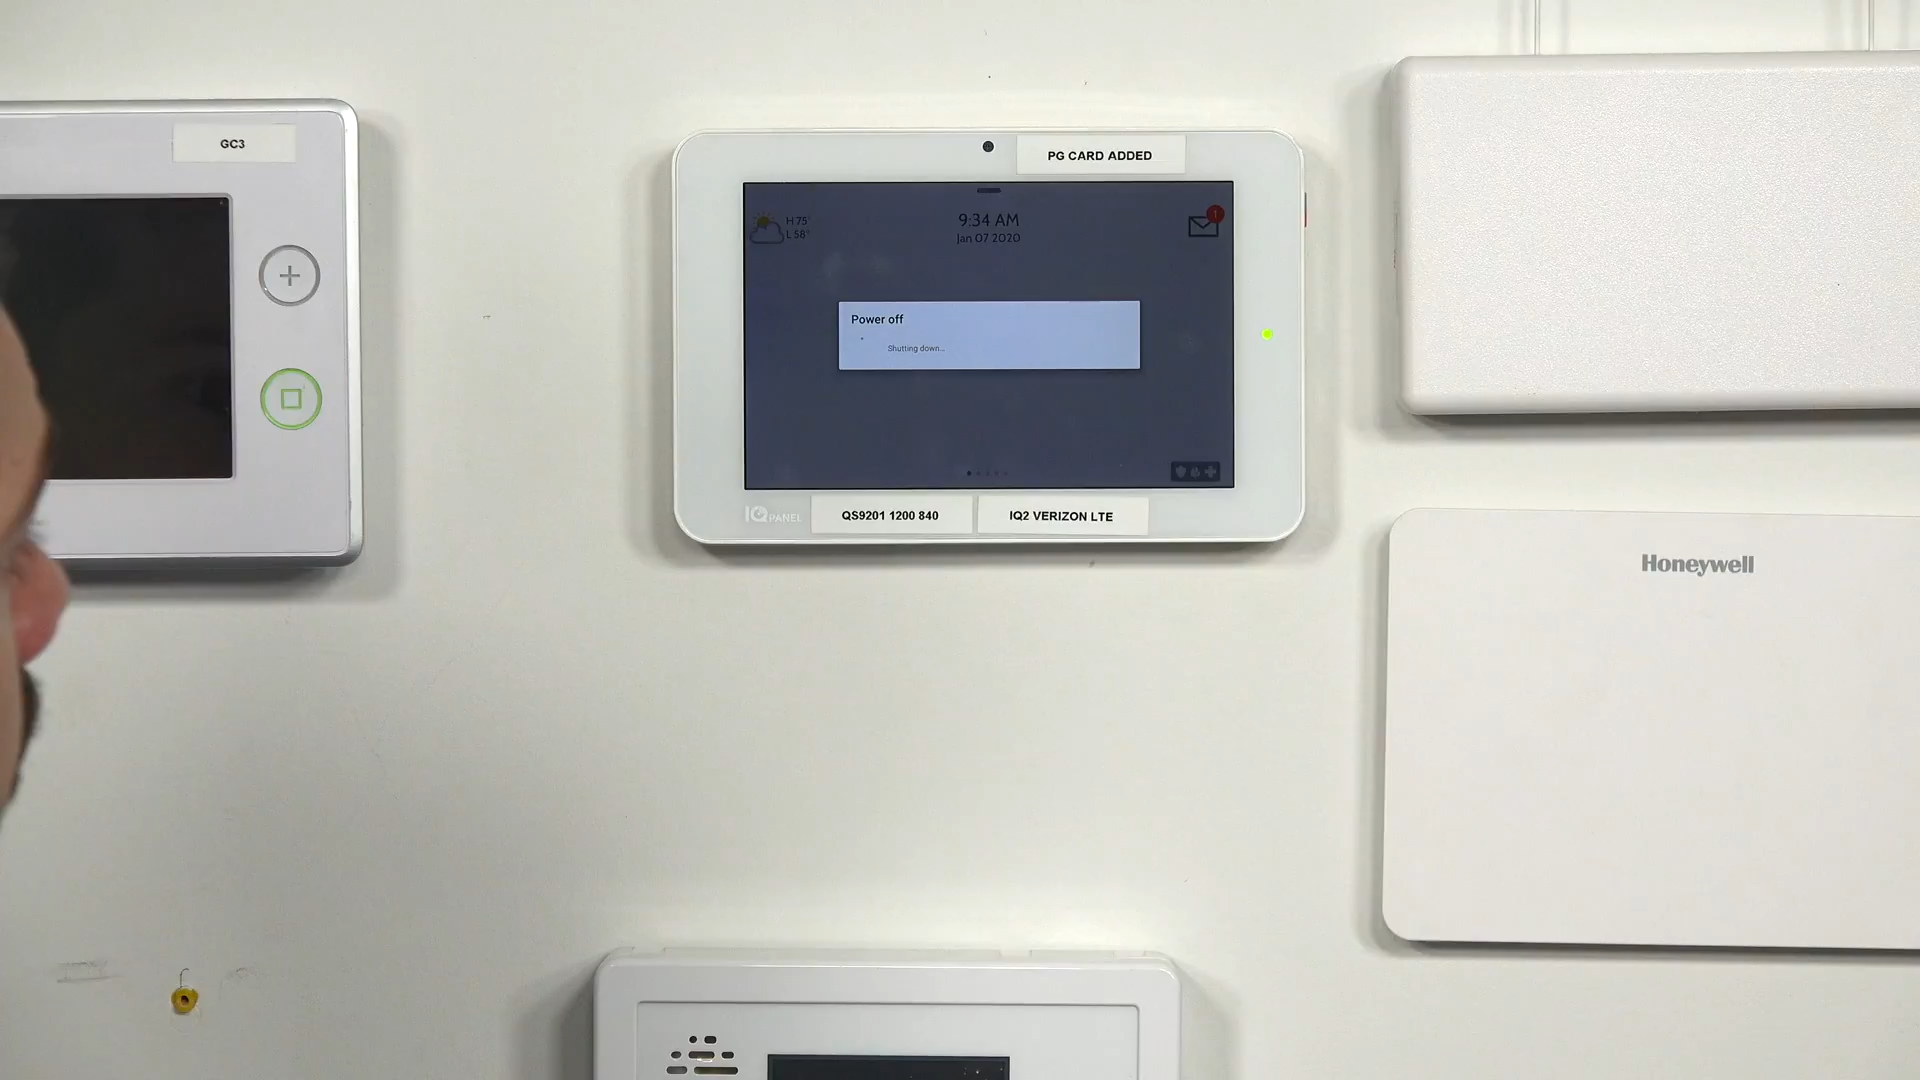 GC3
PG CARD ADDED
H 75°
L 58°
9:34 AM
Jan 07 2020
1
Power off
Shutting down...
IQ PANEL
QS9201 1200 840
IQ2 VERIZON LTE
Honeywell